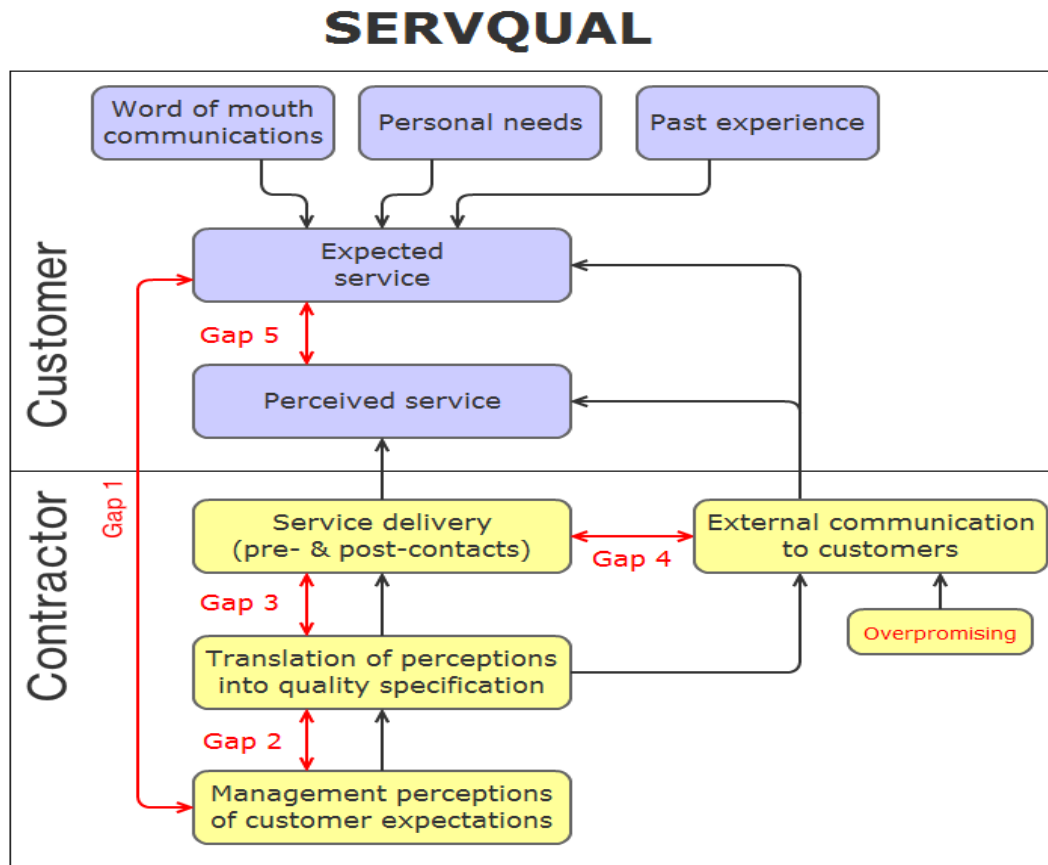 SERVQUAL
Word of mouth
communications
Personal needs
Past experience
Customer
Expected
service
Gap 5
Perceived service
Gap 1
Contractor
Service delivery
(pre- & post-contacts)
Gap 4
External communication
to customers
Gap 3
Overpromising
Translation of perceptions
into quality specification
Gap 2
Management perceptions
of customer expectations